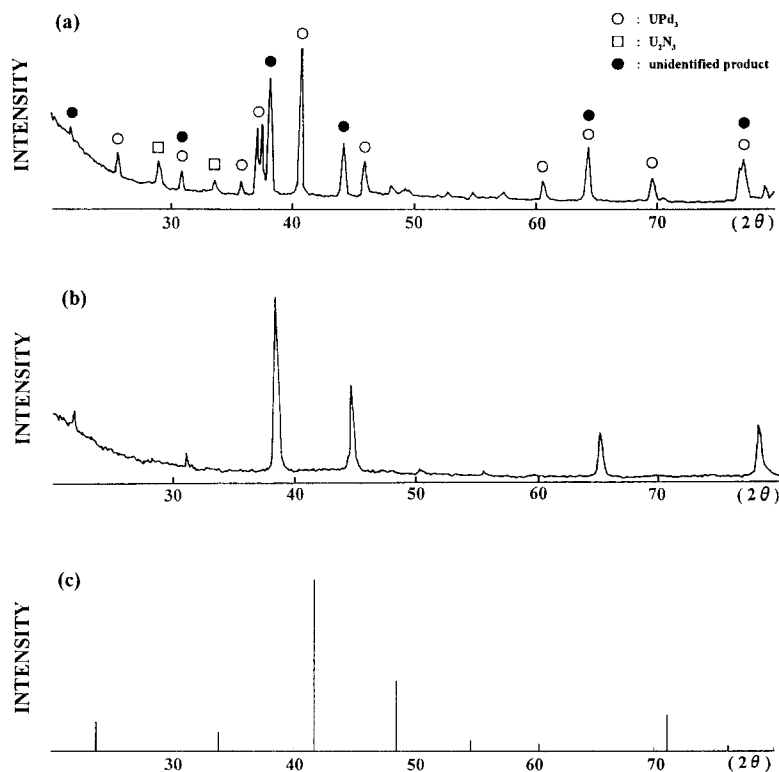 (a)
○ : UPd₃
□ : U₂N₃
● : unidentified product
INTENSITY
30 40 50 60 70 (2θ)
(b)
INTENSITY
30 40 50 60 70 (2θ)
(c)
INTENSITY
30 40 50 60 70 (2θ)